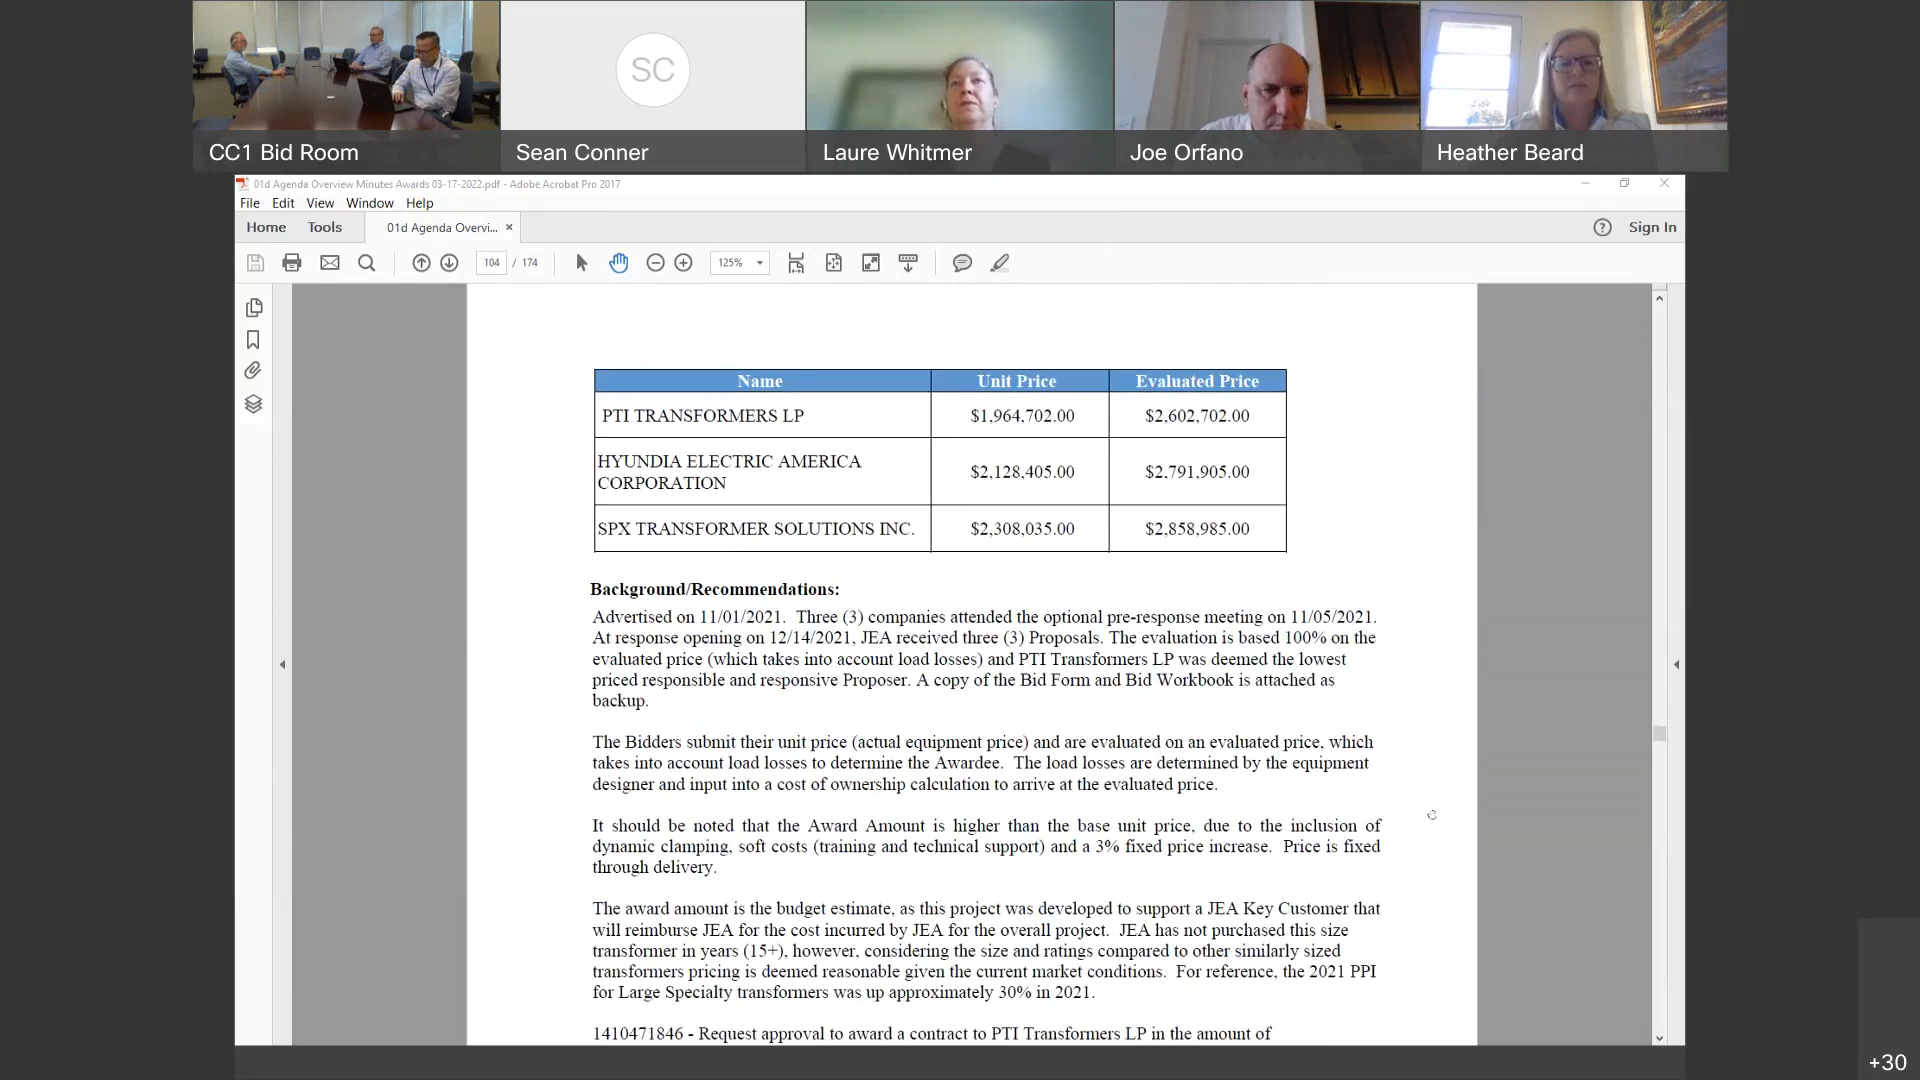 SC
CC1 Bid Room
Sean Conner
Laure Whitmer
Joe Orfano
Heather Beard
01d Agenda Overview Minutes Awards 03-17-2022.pdf - Adobe Acrobat Pro 2017
File Edit View Window Help
Home Tools 01d Agenda Overvi... × Sign In
104 / 174 125%
Name Unit Price Evaluated Price
PTI TRANSFORMERS LP $1,964,702.00 $2,602,702.00
HYUNDIA ELECTRIC AMERICA
CORPORATION $2,128,405.00 $2,791,905.00
SPX TRANSFORMER SOLUTIONS INC. $2,308,035.00 $2,858,985.00
Background/Recommendations:
Advertised on 11/01/2021. Three (3) companies attended the optional pre-response meeting on 11/05/2021.
At response opening on 12/14/2021, JEA received three (3) Proposals. The evaluation is based 100% on the
evaluated price (which takes into account load losses) and PTI Transformers LP was deemed the lowest
priced responsible and responsive Proposer. A copy of the Bid Form and Bid Workbook is attached as
backup.
The Bidders submit their unit price (actual equipment price) and are evaluated on an evaluated price, which
takes into account load losses to determine the Awardee. The load losses are determined by the equipment
designer and input into a cost of ownership calculation to arrive at the evaluated price.
It should be noted that the Award Amount is higher than the base unit price, due to the inclusion of
dynamic clamping, soft costs (training and technical support) and a 3% fixed price increase. Price is fixed
through delivery.
The award amount is the budget estimate, as this project was developed to support a JEA Key Customer that
will reimburse JEA for the cost incurred by JEA for the overall project. JEA has not purchased this size
transformer in years (15+), however, considering the size and ratings compared to other similarly sized
transformers pricing is deemed reasonable given the current market conditions. For reference, the 2021 PPI
for Large Specialty transformers was up approximately 30% in 2021.
1410471846 - Request approval to award a contract to PTI Transformers LP in the amount of
+30